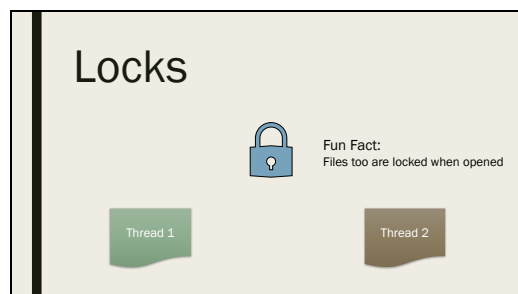 Locks
Fun Fact:
Files too are locked when opened
Thread 1
Thread 2